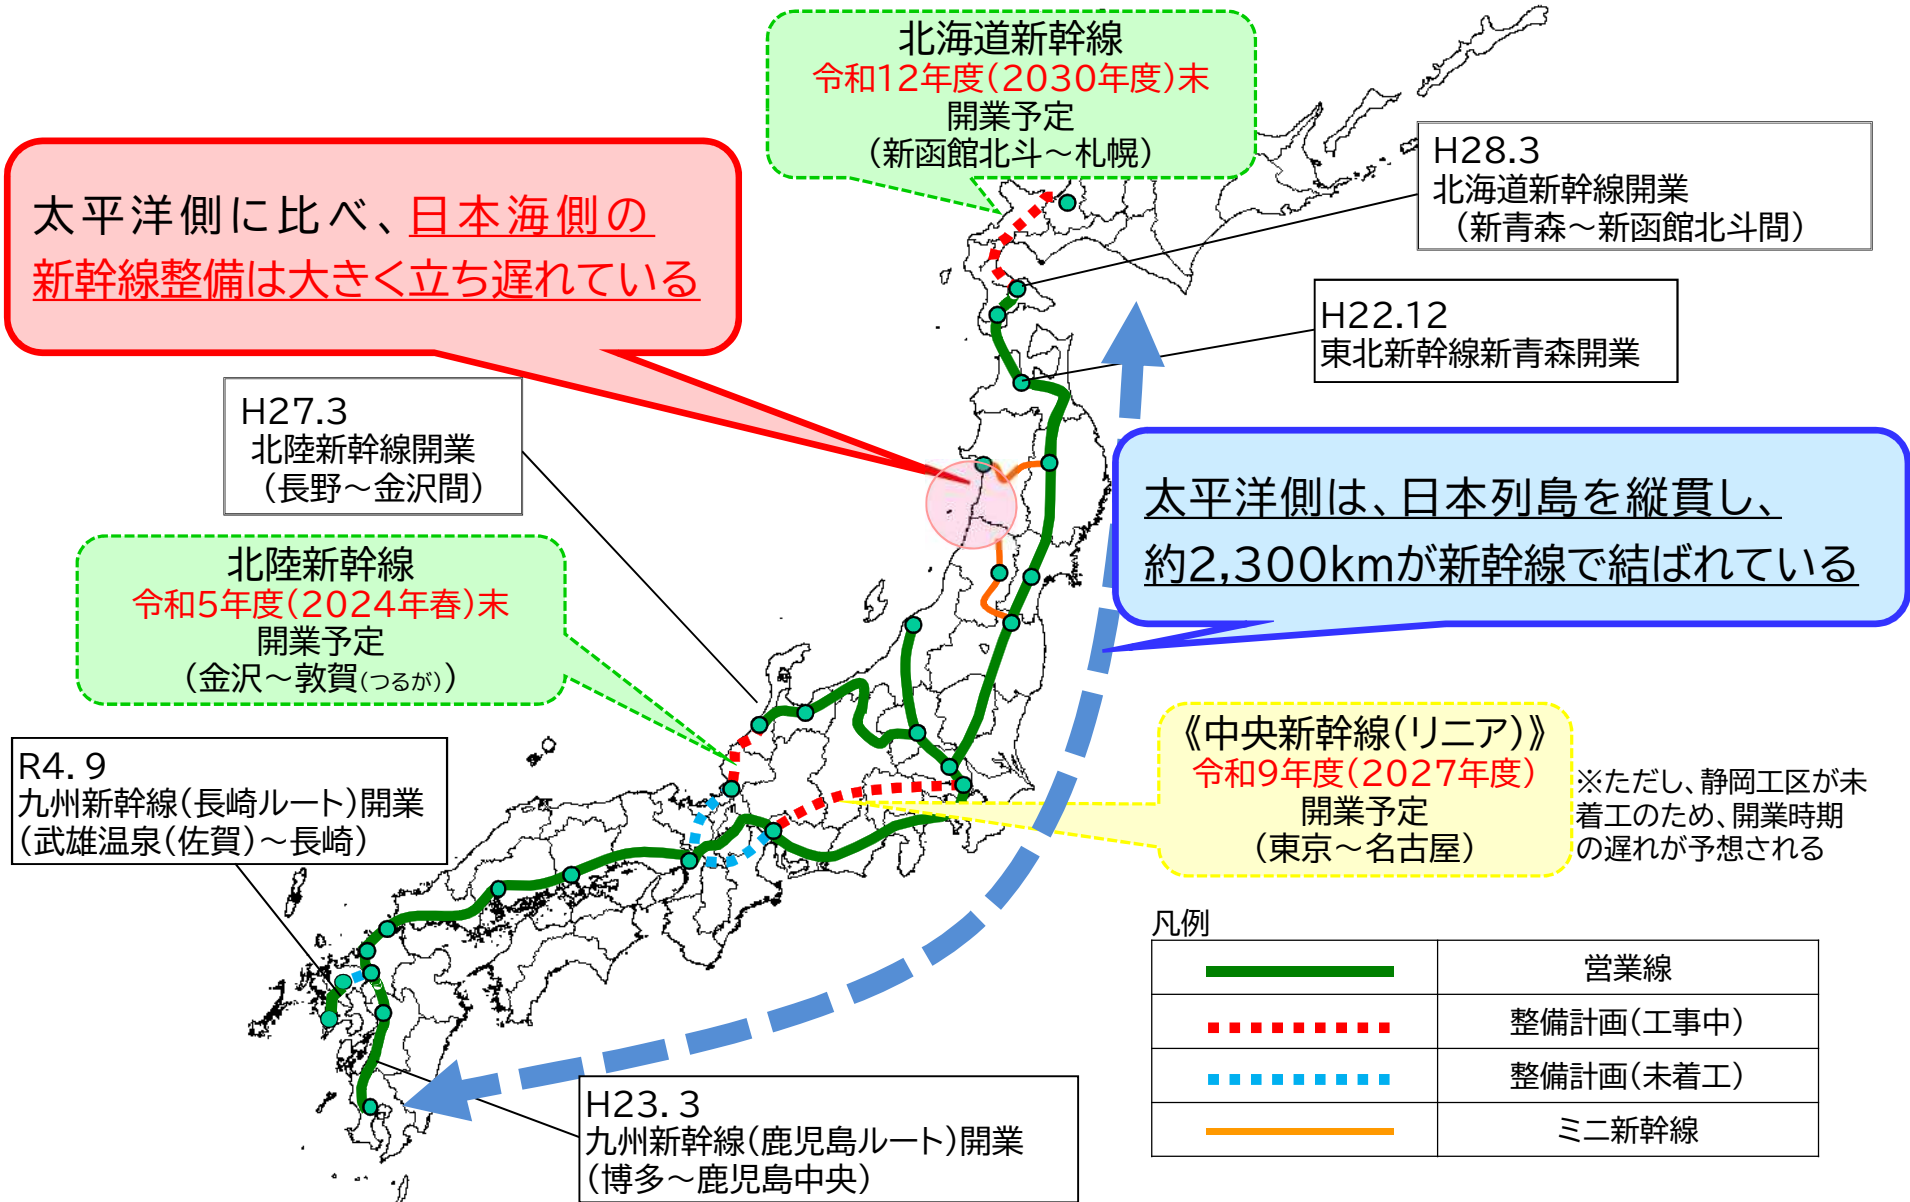 北海道新幹線
令和12年度(2030年度)末
開業予定
(新函館北斗～札幌)
H28.3
北海道新幹線開業
(新青森～新函館北斗間)
太平洋側に比べ、日本海側の
新幹線整備は大きく立ち遅れている
H22.12
東北新幹線新青森開業
H27.3
北陸新幹線開業
(長野～金沢間)
太平洋側は、日本列島を縦貫し、
約2,300kmが新幹線で結ばれている
北陸新幹線
令和5年度(2024年春)末
開業予定
(金沢～敦賀(つるが))
《中央新幹線(リニア)》
令和9年度(2027年度)
開業予定
(東京～名古屋)
※ただし、静岡工区が未
着工のため、開業時期
の遅れが予想される
R4.9
九州新幹線(長崎ルート)開業
(武雄温泉(佐賀)～長崎)
H23.3
九州新幹線(鹿児島ルート)開業
(博多～鹿児島中央)
凡例
営業線
整備計画(工事中)
整備計画(未着工)
ミニ新幹線